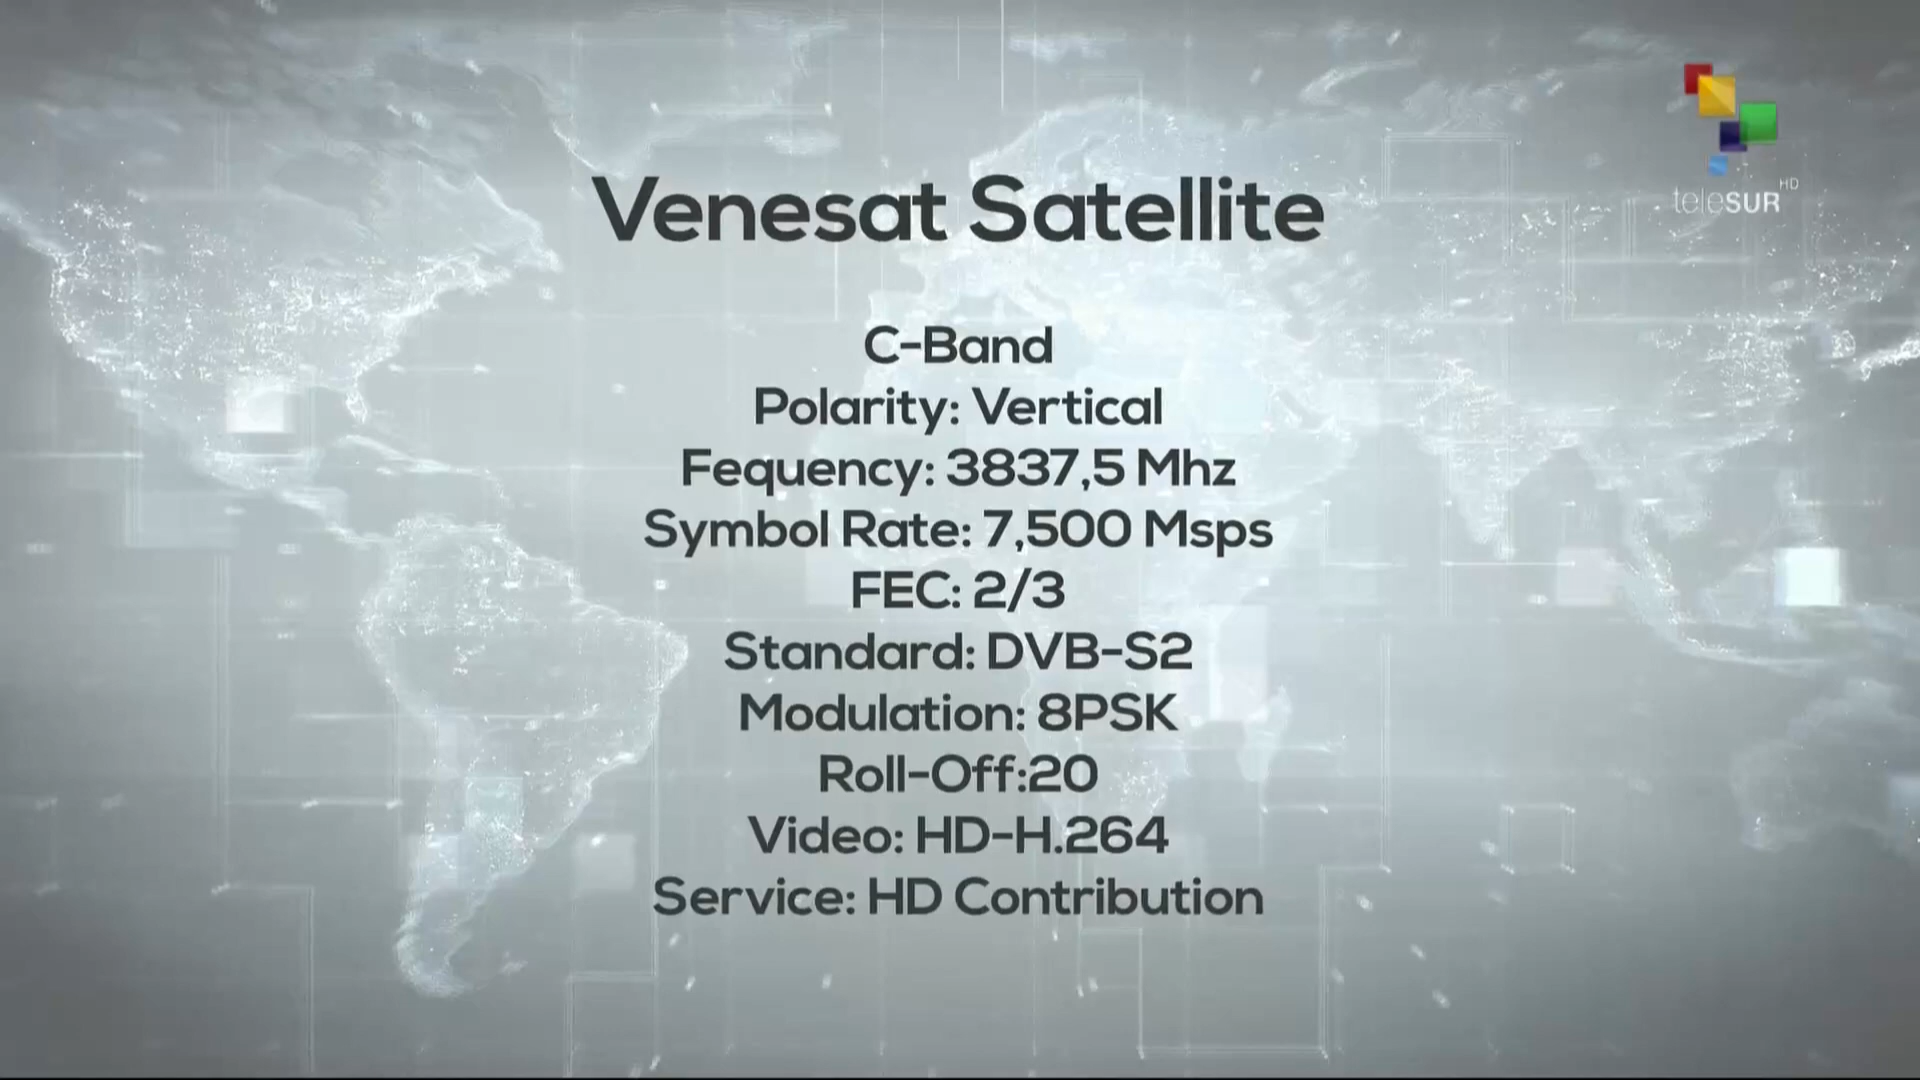 HD
teleSUR
Venesat Satellite
C-Band
Polarity: Vertical
Fequency: 3837,5 Mhz
Symbol Rate: 7,500 Msps
FEC: 2/3
Standard: DVB-S2
Modulation: 8PSK
Roll-Off:20
Video: HD-H.264
Service: HD Contribution